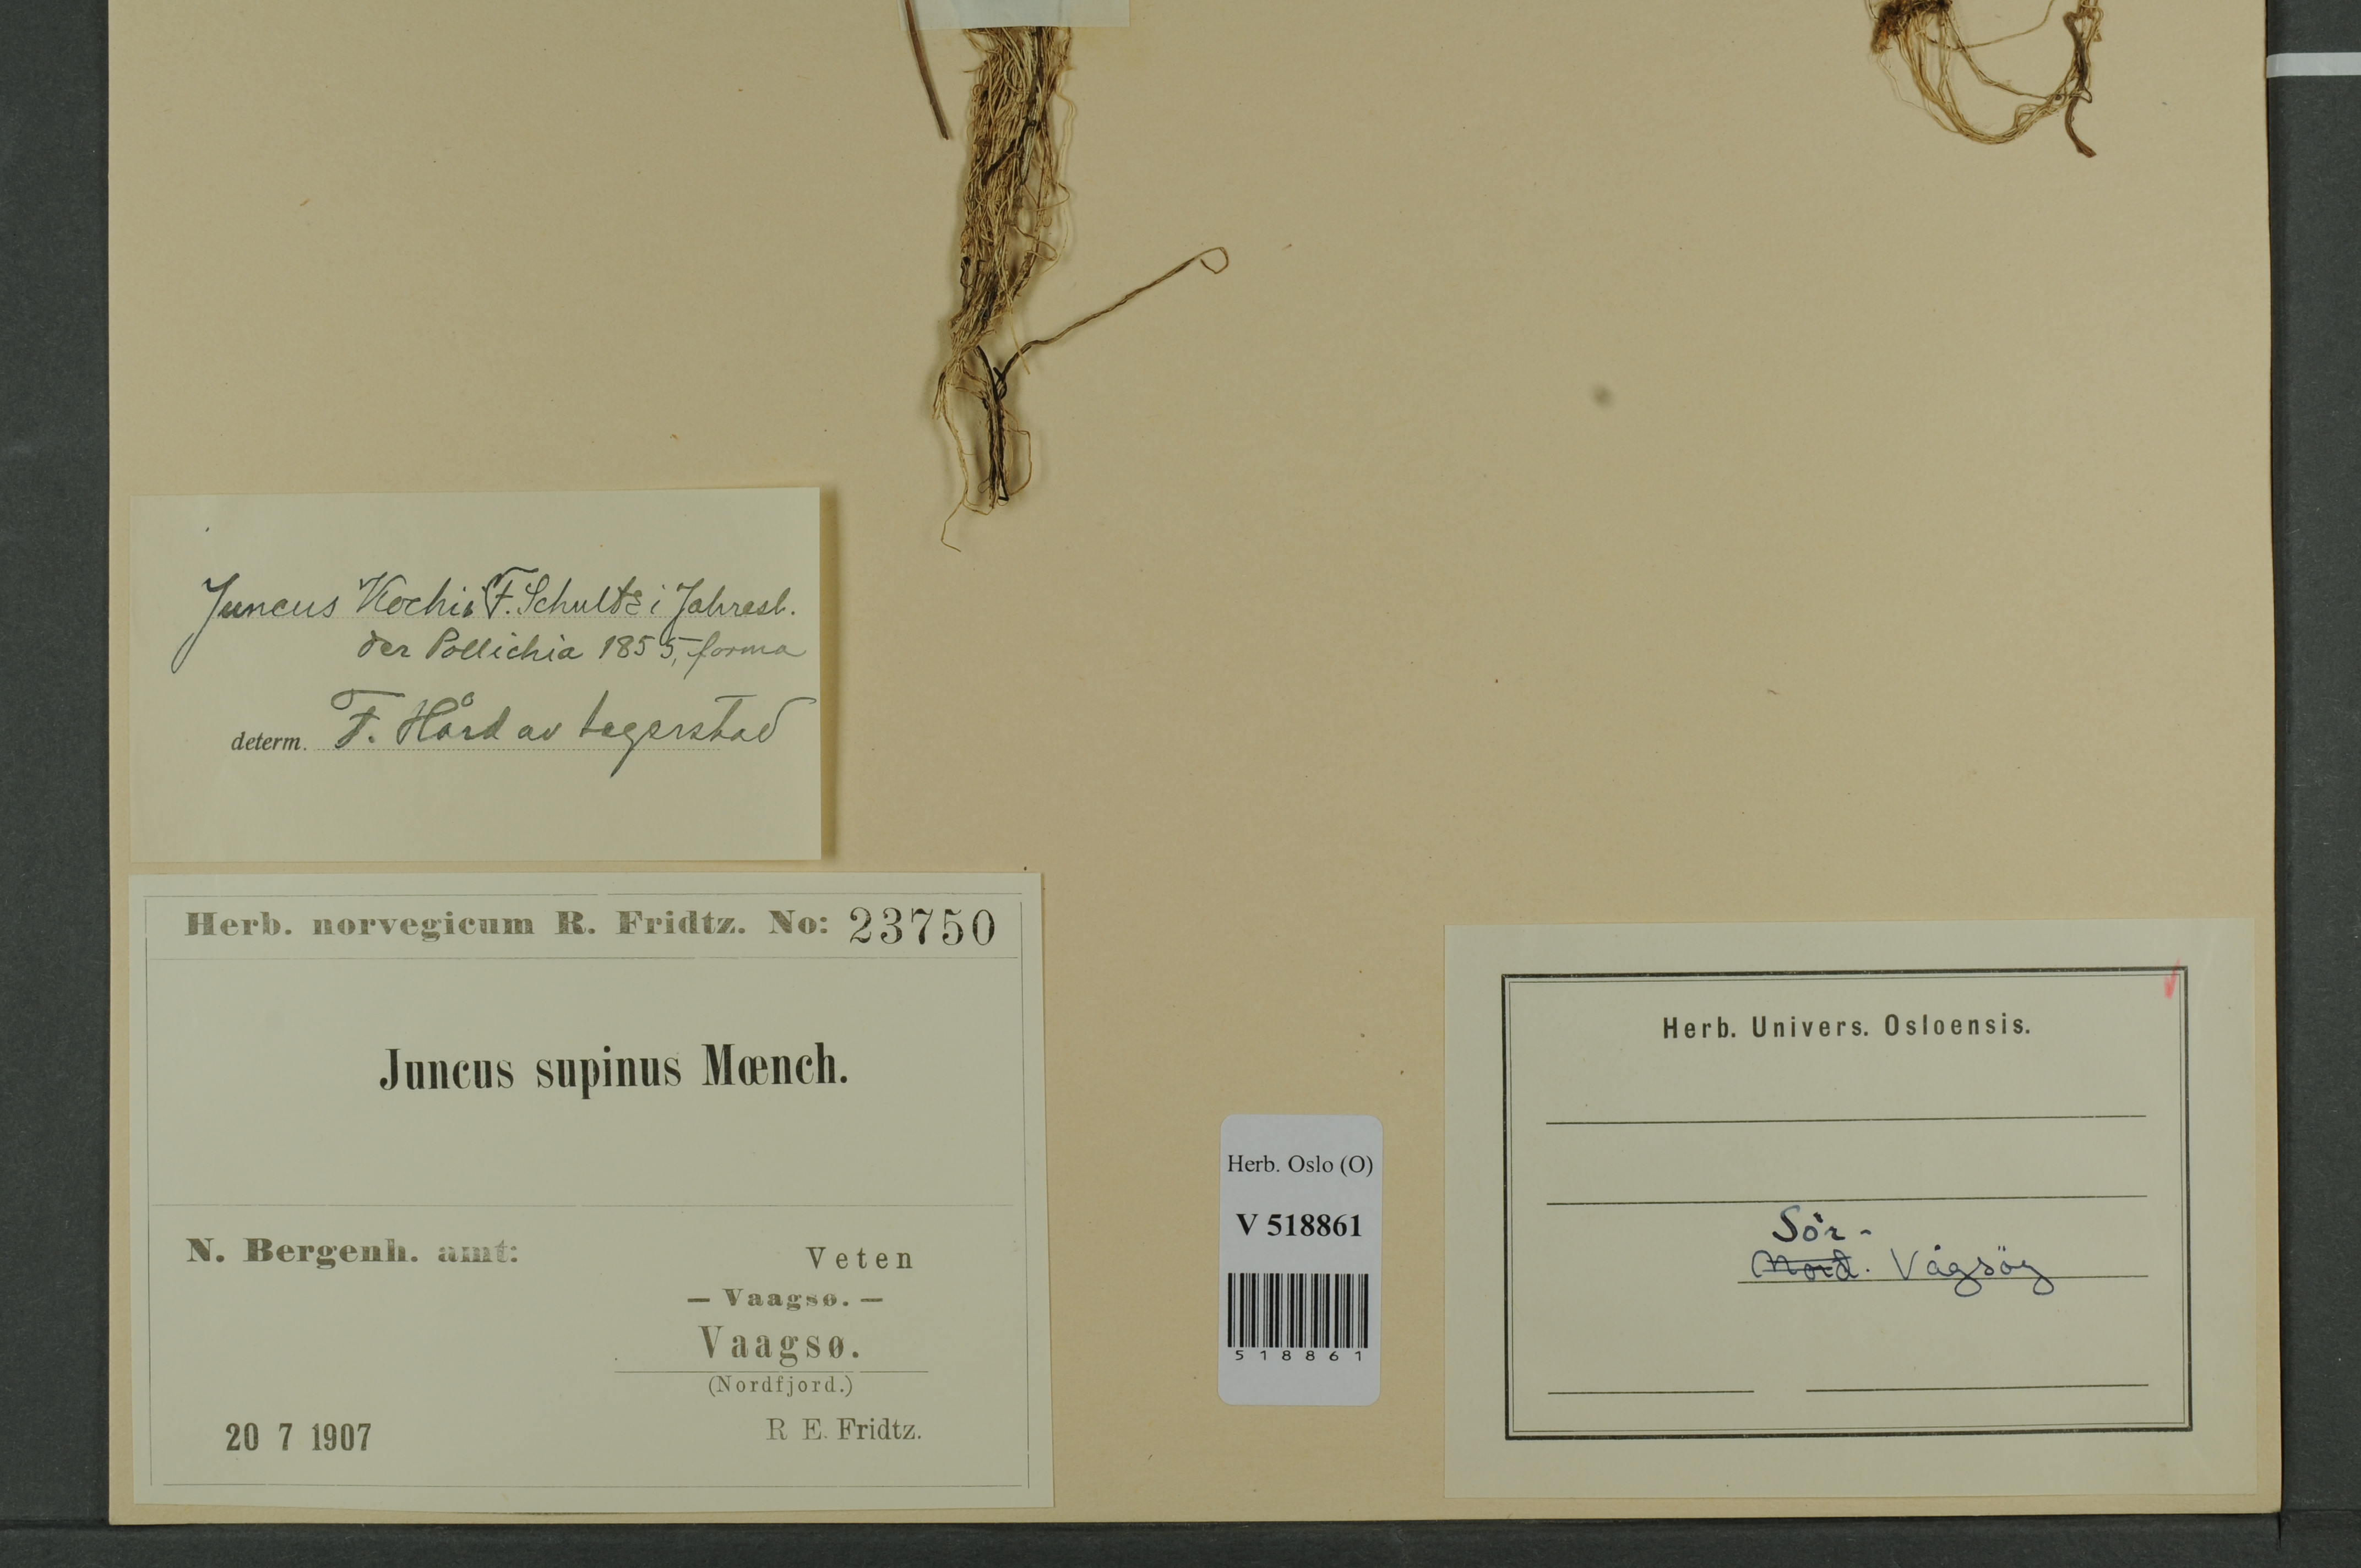 Juncus Kochii F. Schultz i Jahresb.
der Pollichia 1855, forma
determ. F. Hård av Segerstad
Herb. norvegicum R. Fridtz. No: 23750
Juncus supinus Mœnch.
N. Bergenh. amt:
Veten
— Vaagsø. —
Vaagsø.
(Nordfjord.)
20 7 1907
R E. Fridtz.
Herb. Oslo (O)
V 518861
518861
Herb. Univers. Osloensis.
Sör-
Nord. Vågsöy